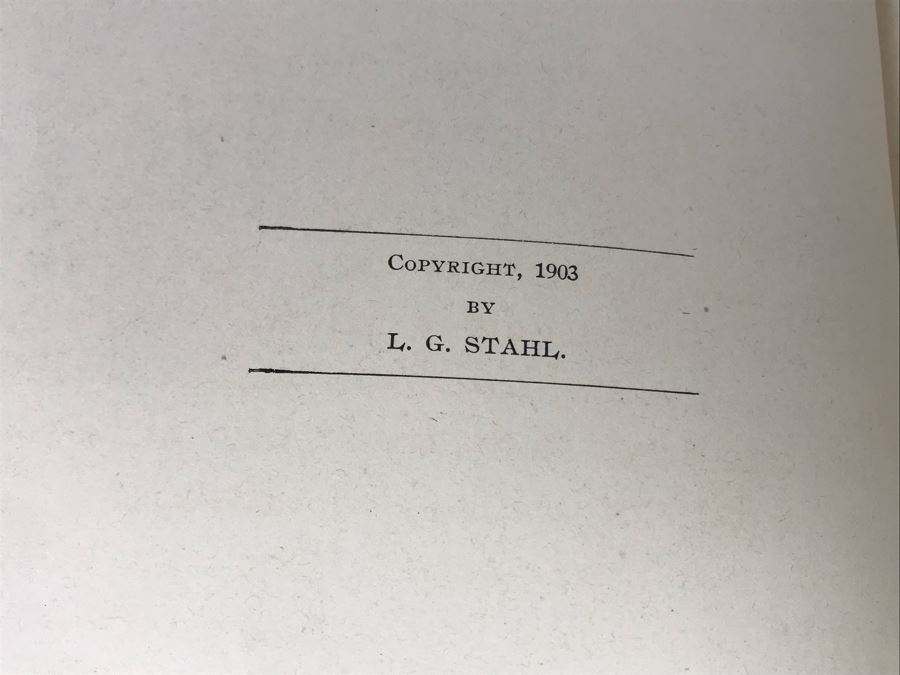 COPYRIGHT, 1903
BY
L. G. STAHL.